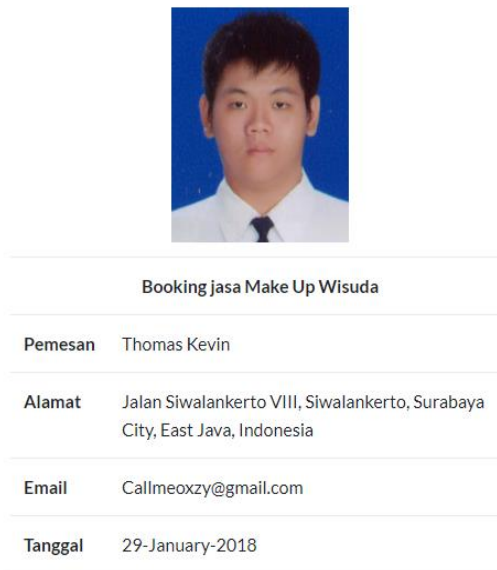 Booking jasa Make Up Wisuda
Pemesan Thomas Kevin
Alamat Jalan Siwalankerto VIII, Siwalankerto, Surabaya
City, East Java, Indonesia
Email Callmeoxzy@gmail.com
Tanggal 29-January-2018